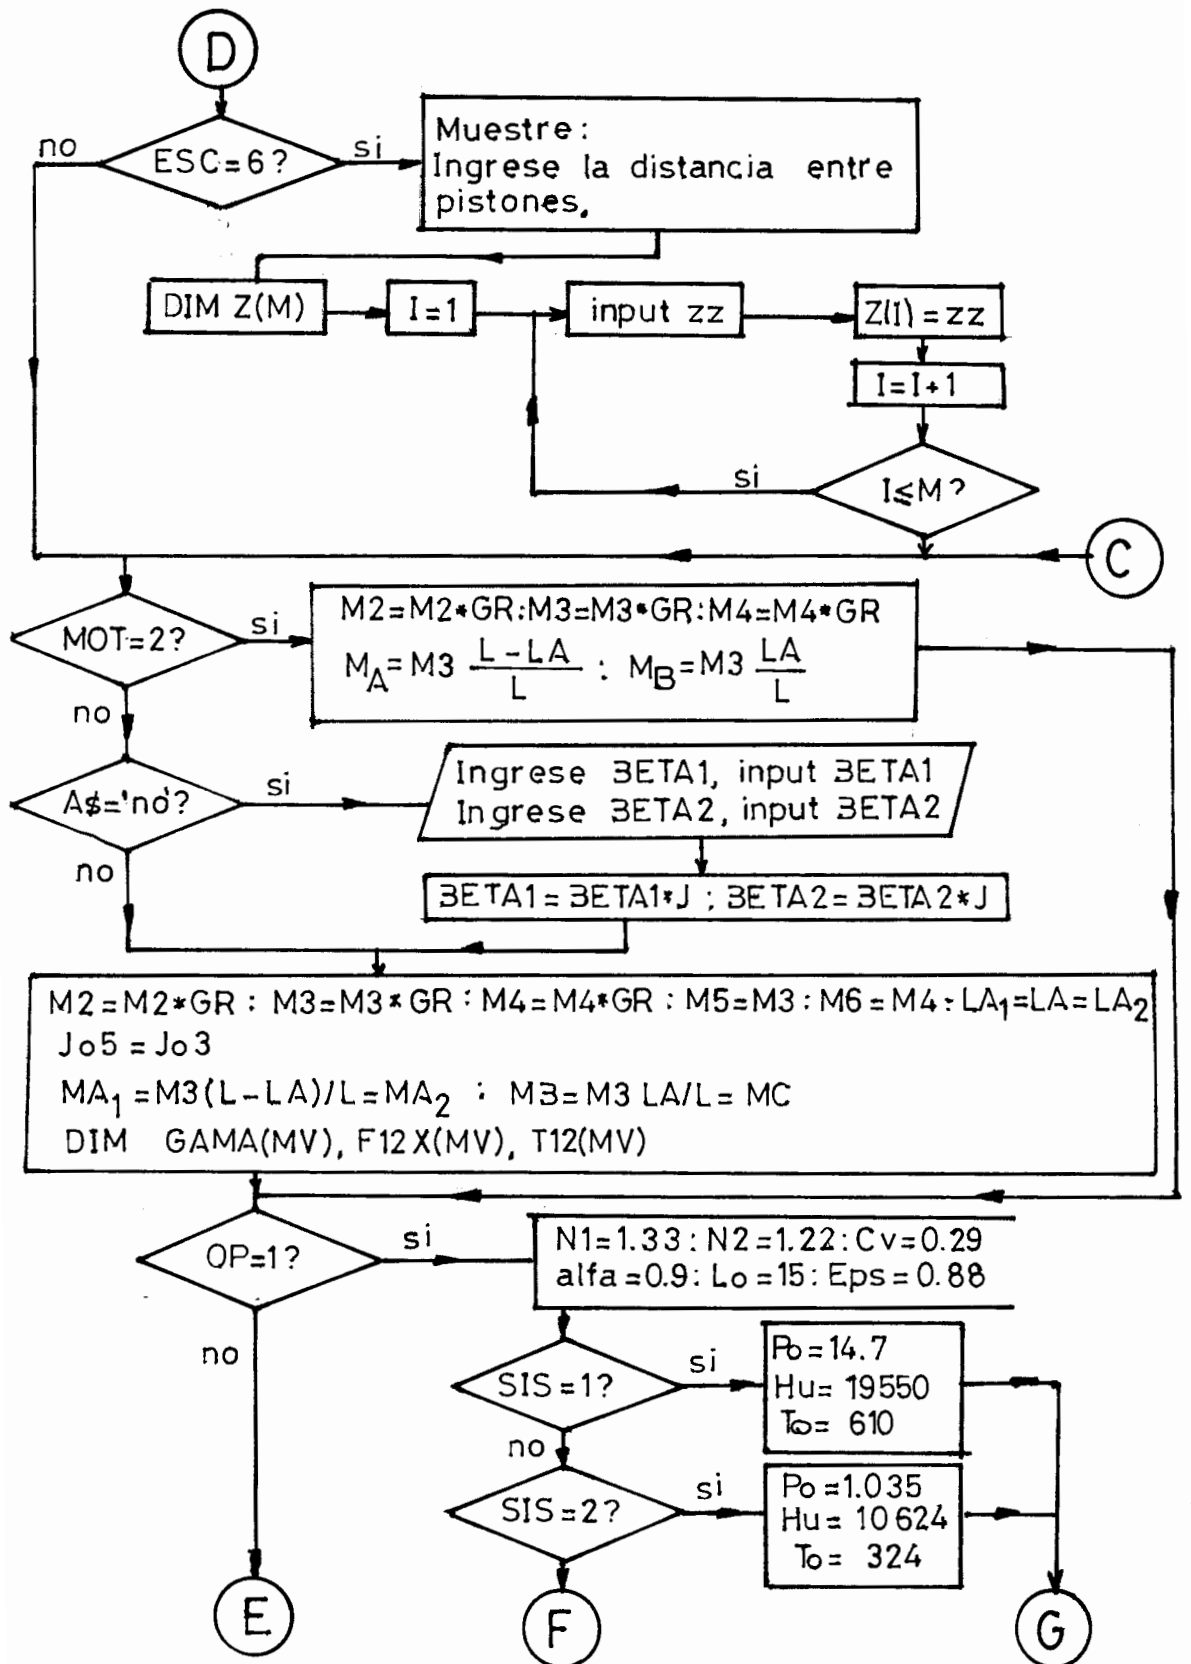 D
ESC=6?
no
si
Muestre:
Ingrese la distancia entre
pistones.
DIM Z(M)
I=1
input zz
Z(I)=zz
I=I+1
I≤M?
si
C
MOT=2?
si
no
M2=M2*GR:M3=M3*GR:M4=M4*GR
M_A=M3 (L-LA)/L : M_B=M3 LA/L
A$='no'?
si
no
Ingrese BETA1, input BETA1
Ingrese BETA2, input BETA2
BETA1=BETA1*J : BETA2=BETA2*J
M2=M2*GR : M3=M3*GR : M4=M4*GR : M5=M3 : M6=M4 : LA₁=LA=LA₂
Jo5=Jo3
MA₁=M3(L-LA)/L=MA₂ : MB=M3 LA/L=MC
DIM GAMA(MV), F12X(MV), T12(MV)
OP=1?
si
no
N1=1.33: N2=1.22: Cv=0.29
alfa=0.9: Lo=15: Eps=0.88
SIS=1?
si
no
Po=14.7
Hu=19550
To=610
SIS=2?
si
Po=1.035
Hu=10624
To=324
E
F
G